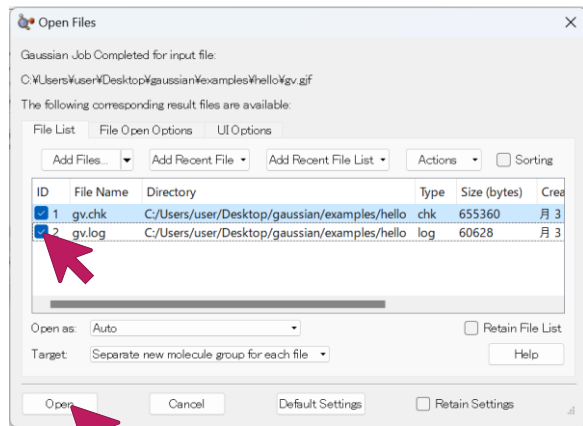 Open Files
Gaussian Job Completed for input file:
C:¥Users¥user¥Desktop¥gaussian¥examples¥hello¥gv.gjf
The following corresponding result files are available:
File List File Open Options UI Options
Add Files... Add Recent File Add Recent File List Actions Sorting
ID File Name Directory Type Size (bytes) Crea
1 gv.chk C:/Users/user/Desktop/gaussian/examples/hello chk 655360 月 3
2 gv.log C:/Users/user/Desktop/gaussian/examples/hello log 60628 月 3
Open as: Auto Retain File List
Target: Separate new molecule group for each file Help
Open Cancel Default Settings Retain Settings